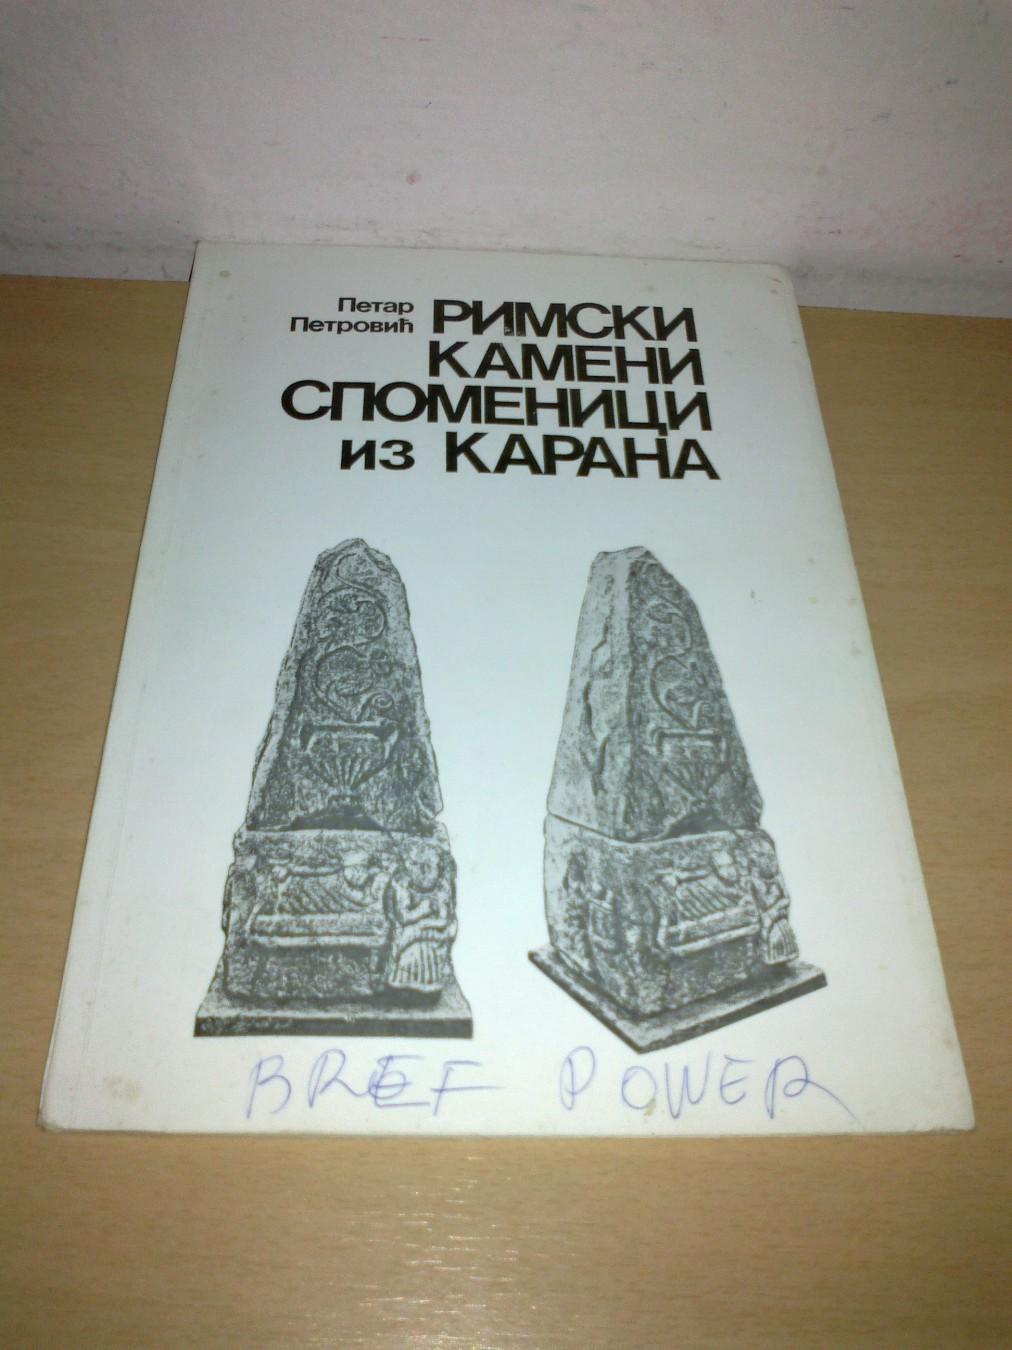 Петар
Петровић
РИМСКИ
КАМЕНИ
СПОМЕНИЦИ
из КАРАНА
BREF POWER